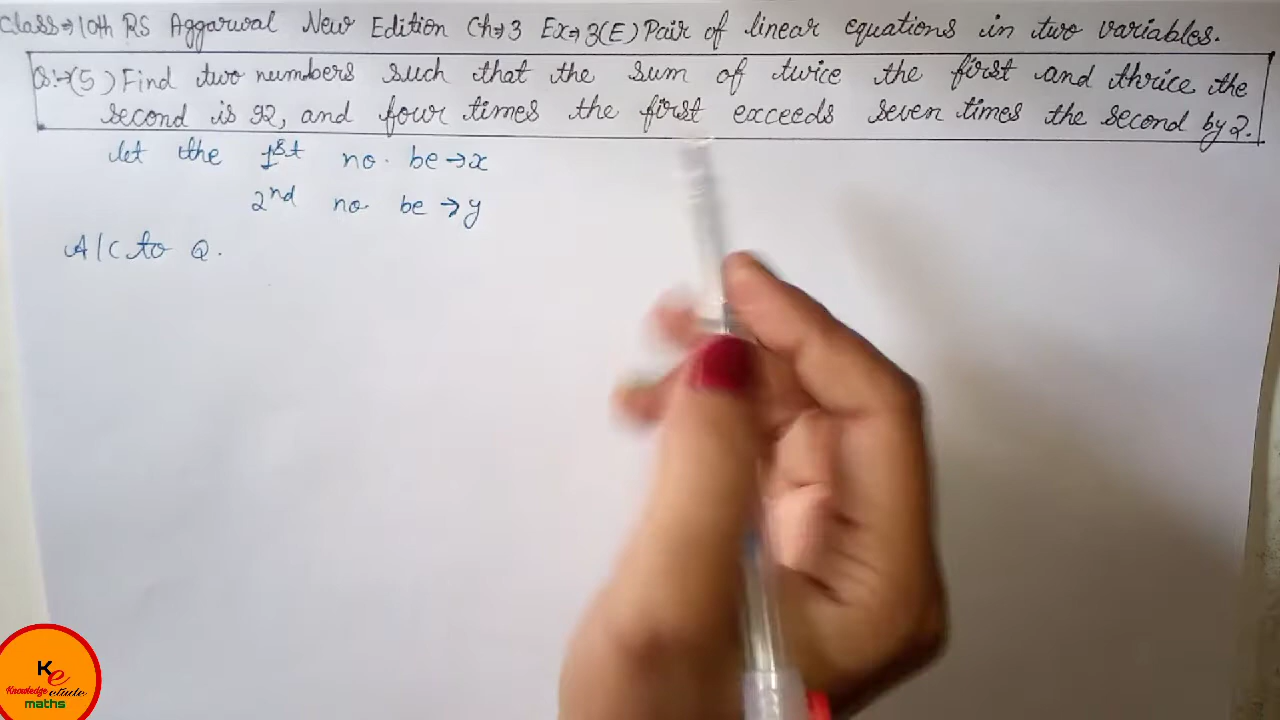 Class→10th RS Aggarwal New Edition Ch→3 Ex→3(E) Pair of linear equations in two variables.
Q:→(5) Find two numbers such that the sum of twice the first and thrice the
second is 92, and four times the first exceeds seven times the second by 2.
let the 1st no. be→x
2nd no be→y
A/C to Q.
Ke
Knowledge etiute
maths